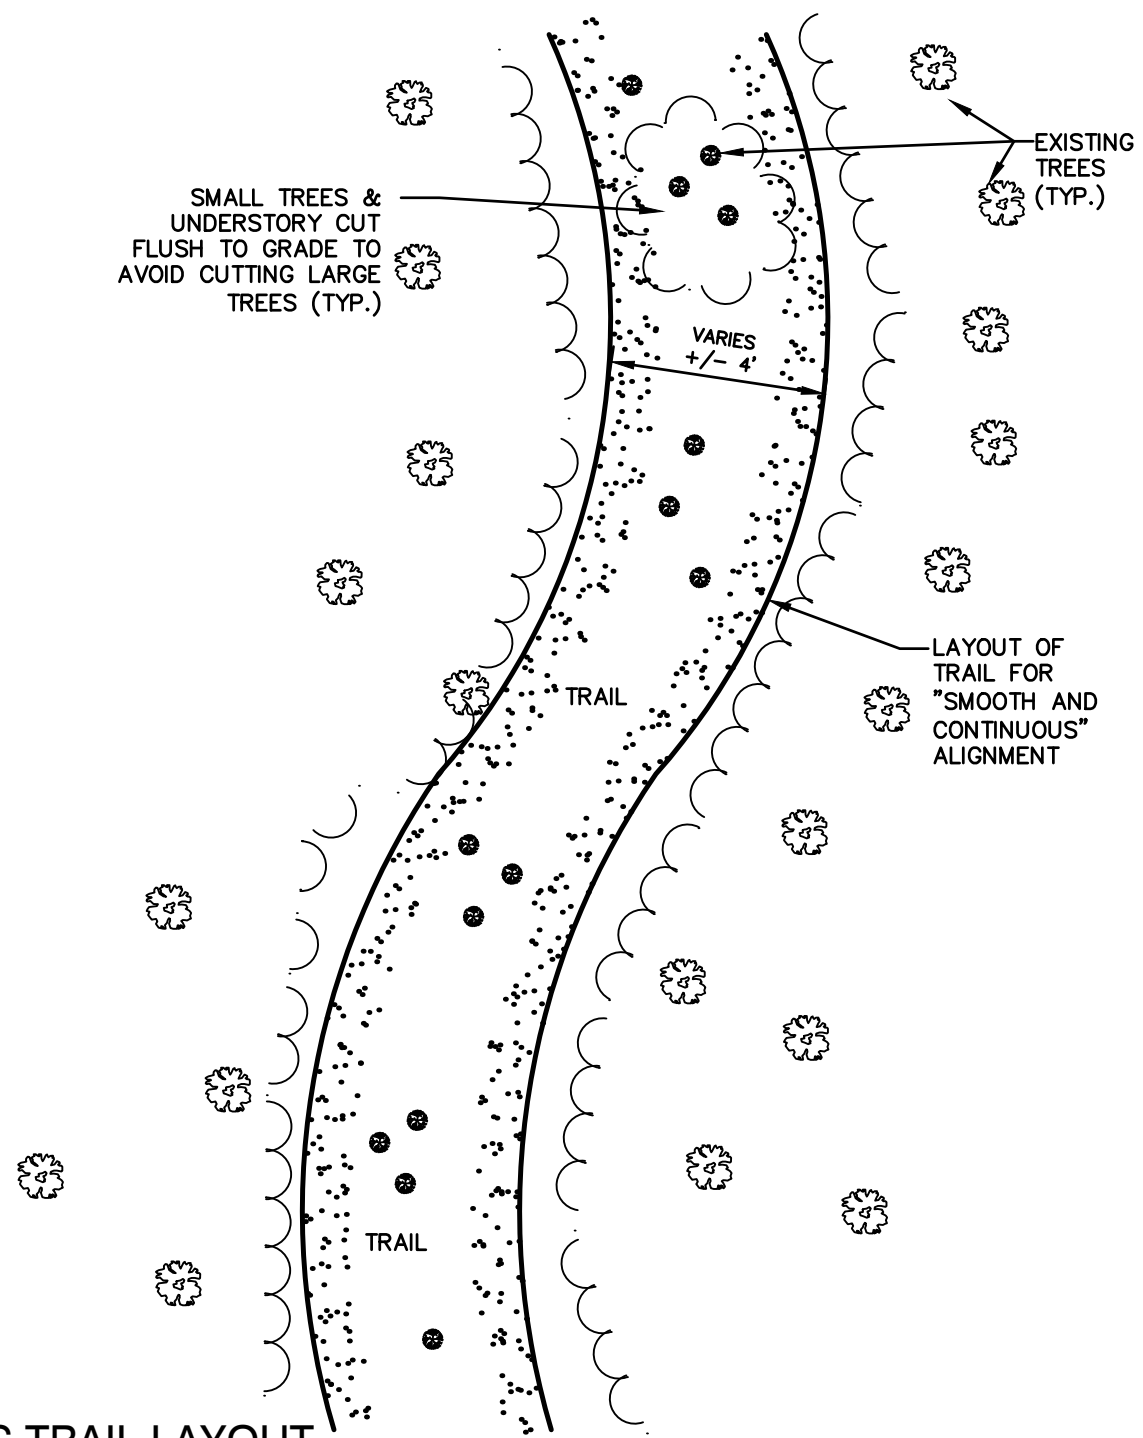 EXISTING
TREES
(TYP.)
SMALL TREES &
UNDERSTORY CUT
FLUSH TO GRADE TO
AVOID CUTTING LARGE
TREES (TYP.)
VARIES
+/- 4'
LAYOUT OF
TRAIL FOR
"SMOOTH AND
CONTINUOUS"
ALIGNMENT
TRAIL
TRAIL
TRAIL LAYOUT